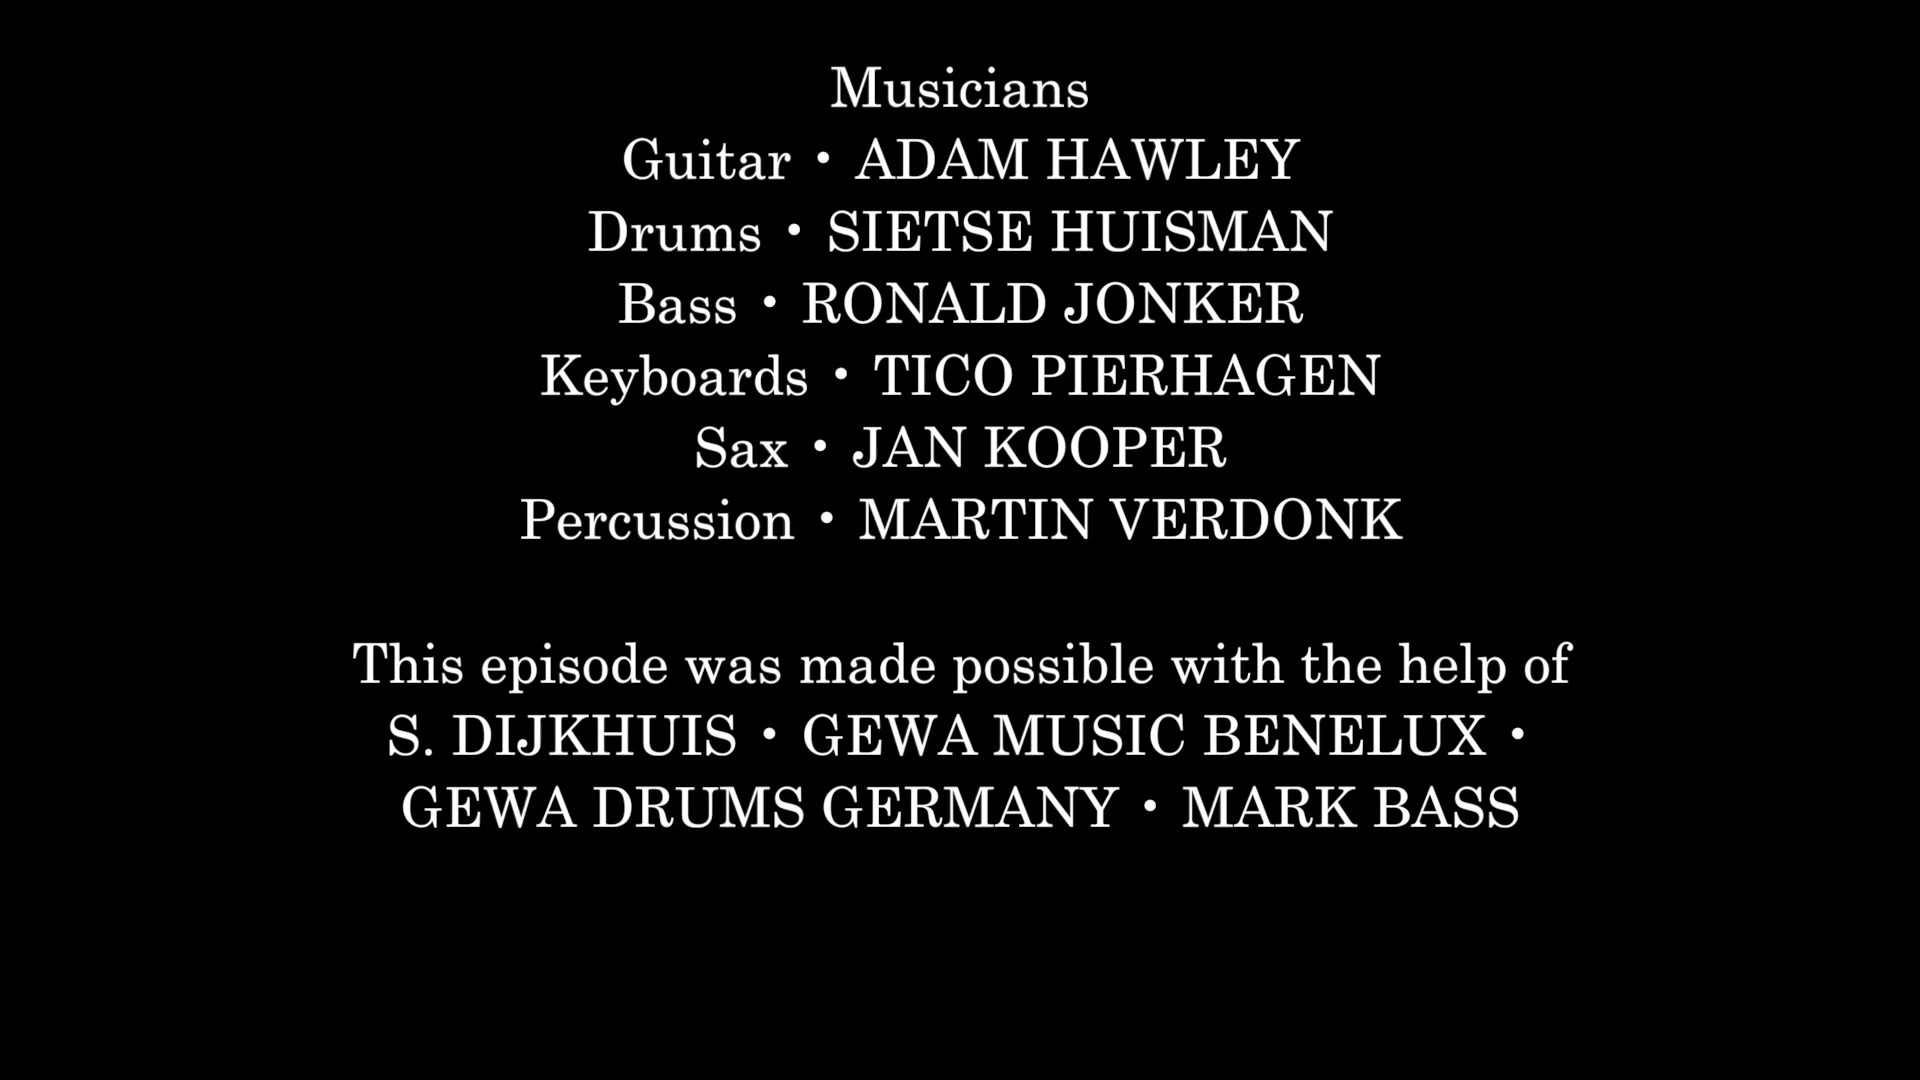 Musicians
Guitar • ADAM HAWLEY
Drums • SIETSE HUISMAN
Bass • RONALD JONKER
Keyboards • TICO PIERHAGEN
Sax • JAN KOOPER
Percussion • MARTIN VERDONK
This episode was made possible with the help of
S. DIJKHUIS • GEWA MUSIC BENELUX •
GEWA DRUMS GERMANY • MARK BASS